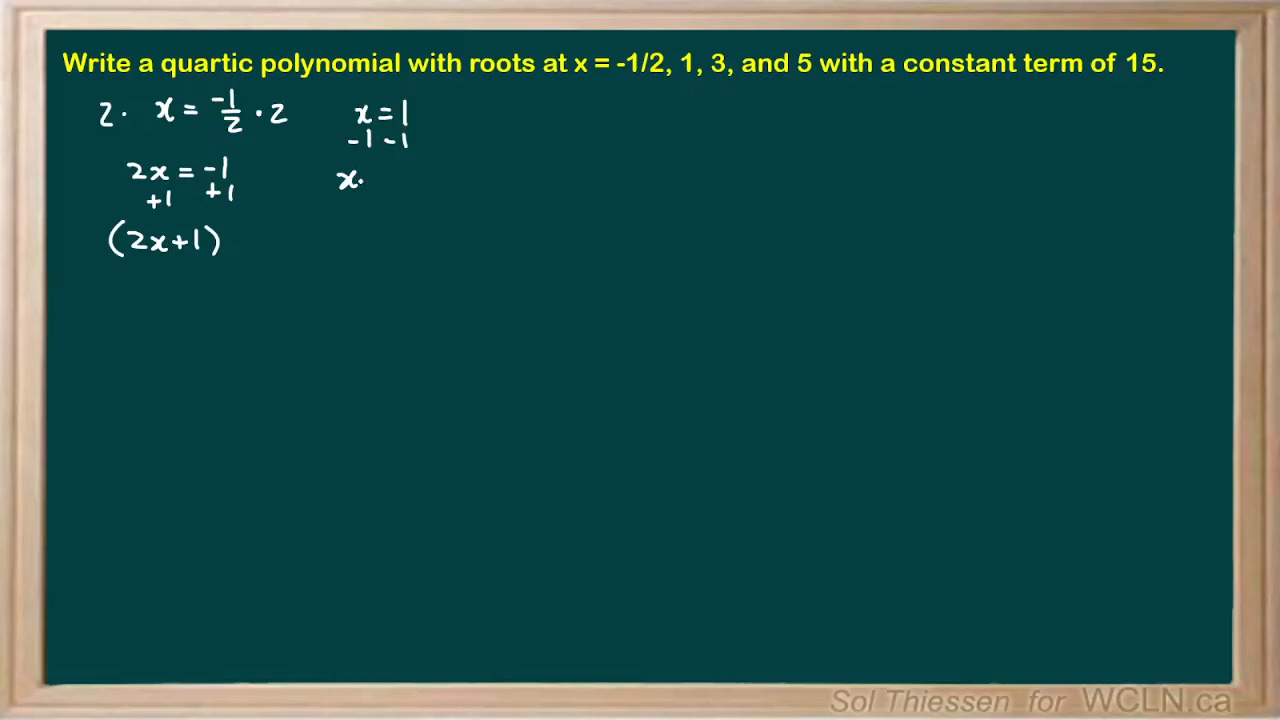 Write a quartic polynomial with roots at x = -1/2, 1, 3, and 5 with a constant term of 15.
2· x = -1/2 · 2
2x = -1
+1 +1
(2x+1)
x = 1
-1 -1
x
Sol Thiessen for WCLN.ca